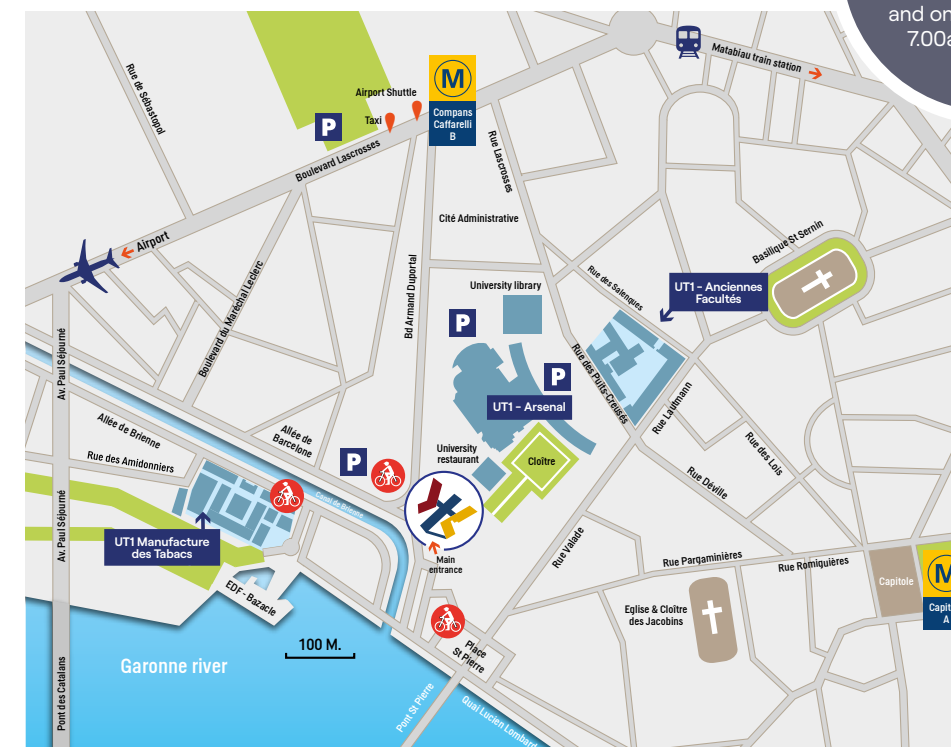 and on
7.00a
Matabiau train station
Rue de Sébastopol
M
Compans
Caffarelli
B
Airport Shuttle
Taxi
P
Boulevard Lascrosses
Rue Lascrosses
Cité Administrative
Airport
Basilique St Sernin
Rue des Salenques
UT1 - Anciennes
Facultés
University library
Bd Armand Duportal
Boulevard du Maréchal Leclerc
Av. Paul Séjourné
P
P
Rue des Puits-Creusés
UT1 - Arsenal
Rue Lautmann
Allée de Brienne
Allée de
Barcelone
Rue des Amidonniers
University
restaurant
Cloître
Rue des Lois
P
Rue Déville
Canal de Brienne
Av. Paul Séjourné
UT1 Manufacture
des Tabacs
Main
entrance
Rue Valade
Rue Pargaminières
Rue Romiquières
Capitole
M
Capit
A
EDF - Bazacle
Eglise & Cloître
des Jacobins
100 M.
Place
St Pierre
Garonne river
Pont des Catalans
Pont St Pierre
Quai Lucien Lombard